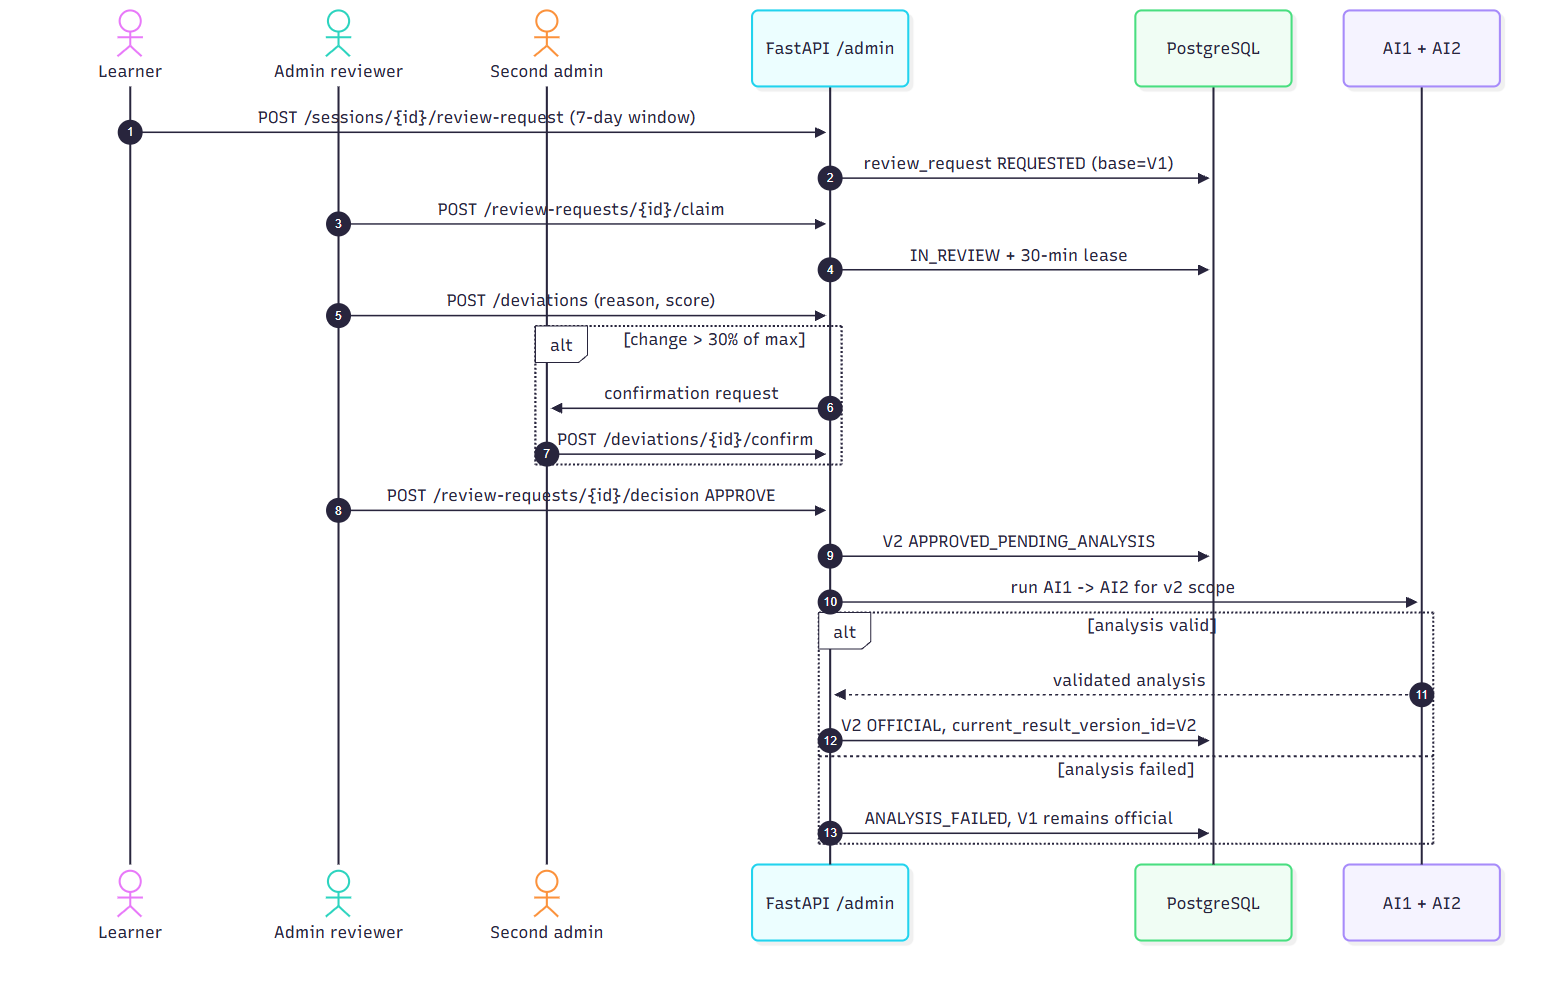 Learner
Admin reviewer
Second admin
FastAPI /admin
PostgreSQL
AI1 + AI2
POST /sessions/{id}/review-request (7-day window)
1
review_request REQUESTED (base=V1)
2
POST /review-requests/{id}/claim
3
IN_REVIEW + 30-min lease
4
POST /deviations (reason, score)
5
alt
[change > 30% of max]
confirmation request
6
POST /deviations/{id}/confirm
7
POST /review-requests/{id}/decision APPROVE
8
V2 APPROVED_PENDING_ANALYSIS
9
run AI1 -> AI2 for v2 scope
10
alt
[analysis valid]
validated analysis
11
V2 OFFICIAL, current_result_version_id=V2
12
[analysis failed]
ANALYSIS_FAILED, V1 remains official
13
Learner
Admin reviewer
Second admin
FastAPI /admin
PostgreSQL
AI1 + AI2